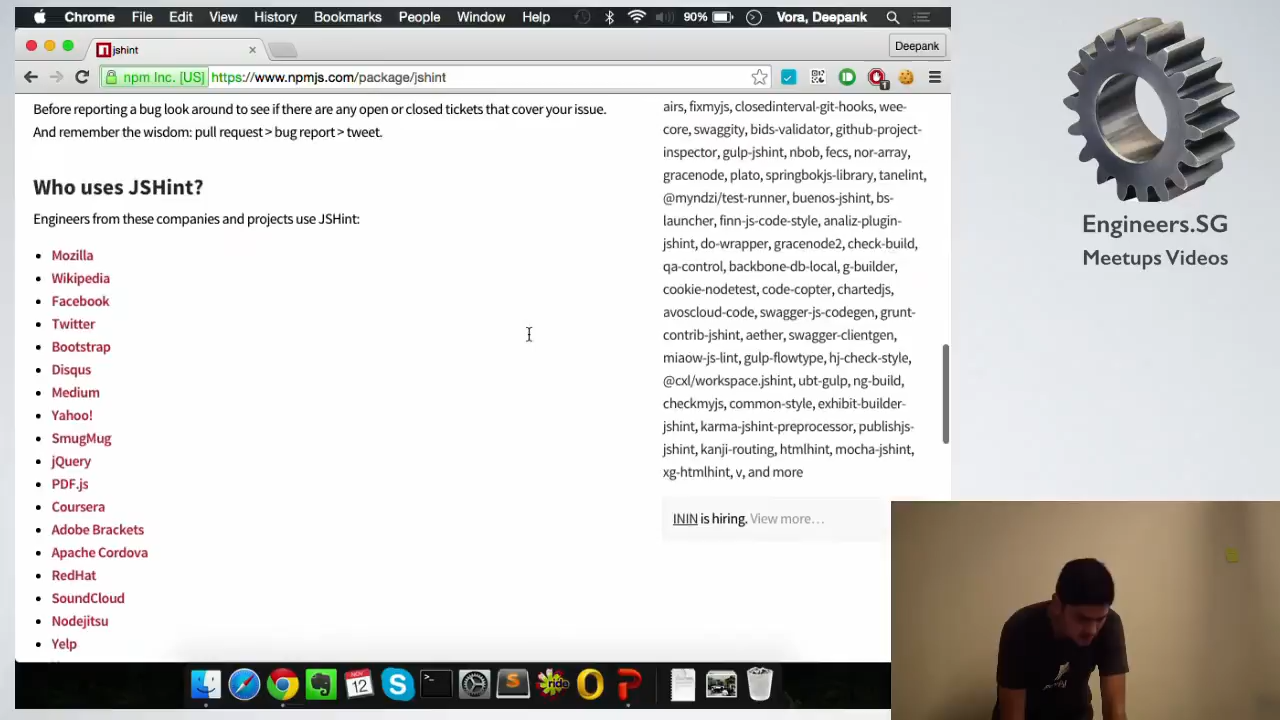 Chrome File Edit View History Bookmarks People Window Help 90% Vora, Deepank
jshint
Deepank
npm Inc. [US] https://www.npmjs.com/package/jshint
1
Before reporting a bug look around to see if there are any open or closed tickets that cover your issue.
And remember the wisdom: pull request > bug report > tweet.
Who uses JSHint?
Engineers from these companies and projects use JSHint:
Mozilla
Wikipedia
Facebook
Twitter
Bootstrap
Disqus
Medium
Yahoo!
SmugMug
jQuery
PDF.js
Coursera
Adobe Brackets
Apache Cordova
RedHat
SoundCloud
Nodejitsu
Yelp
airs, fixmyjs, closedinterval-git-hooks, wee-
core, swaggity, bids-validator, github-project-
inspector, gulp-jshint, nbob, fecs, nor-array,
gracenode, plato, springbokjs-library, tanelint,
@myndzi/test-runner, buenos-jshint, bs-
launcher, finn-js-code-style, analiz-plugin-
jshint, do-wrapper, gracenode2, check-build,
qa-control, backbone-db-local, g-builder,
cookie-nodetest, code-copter, chartedjs,
avoscloud-code, swagger-js-codegen, grunt-
contrib-jshint, aether, swagger-clientgen,
miaow-js-lint, gulp-flowtype, hj-check-style,
@cxl/workspace.jshint, ubt-gulp, ng-build,
checkmyjs, common-style, exhibit-builder-
jshint, karma-jshint-preprocessor, publishjs-
jshint, kanji-routing, htmlhint, mocha-jshint,
xg-htmlhint, v, and more
ININ is hiring. View more…
Engineers.SG
Meetups Videos
NOV
12
ride